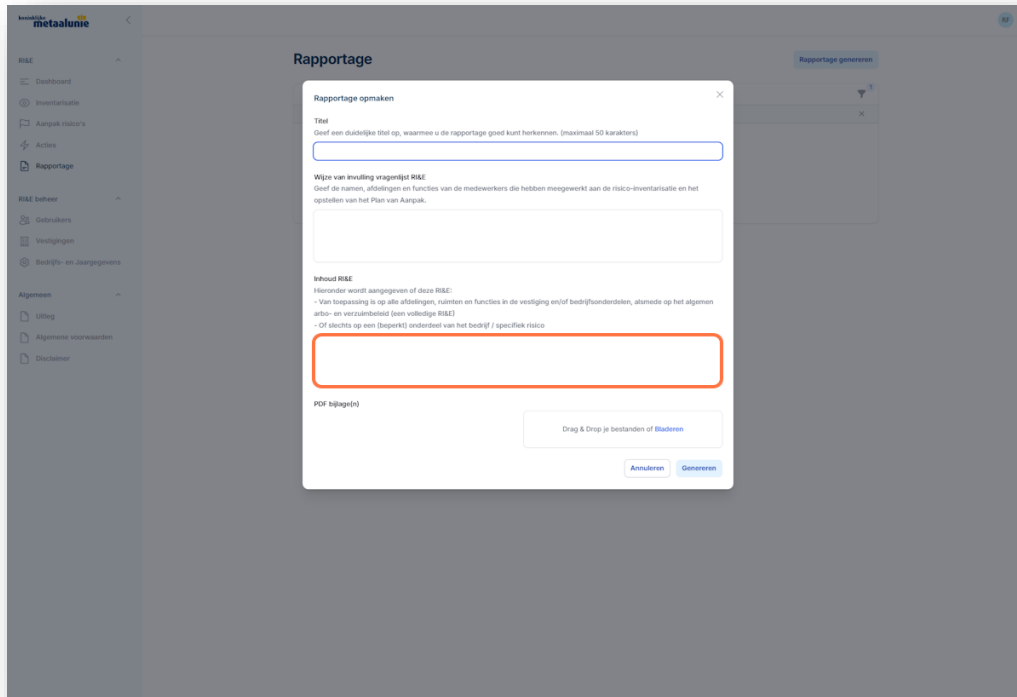 koninklijke
metaalunie
RF
RI&E
Dashboard
Inventarisatie
Aanpak risico's
Acties
Rapportage
RI&E beheer
Gebruikers
Vestigingen
Bedrijfs- en Jaargegevens
Algemeen
Uitleg
Algemene voorwaarden
Disclaimer
Rapportage
Rapportage genereren
1
Rapportage opmaken
Titel
Geef een duidelijke titel op, waarmee u de rapportage goed kunt herkennen. (maximaal 50 karakters)
Wijze van invulling vragenlijst RI&E
Geef de namen, afdelingen en functies van de medewerkers die hebben meegewerkt aan de risico-inventarisatie en het
opstellen van het Plan van Aanpak.
Inhoud RI&E
Hieronder wordt aangegeven of deze RI&E:
- Van toepassing is op alle afdelingen, ruimten en functies in de vestiging en/of bedrijfsonderdelen, alsmede op het algemen
arbo- en verzuimbeleid (een volledige RI&E)
- Of slechts op een (beperkt) onderdeel van het bedrijf / specifiek risico
PDF bijlage(n)
Drag & Drop je bestanden of Bladeren
Annuleren
Genereren